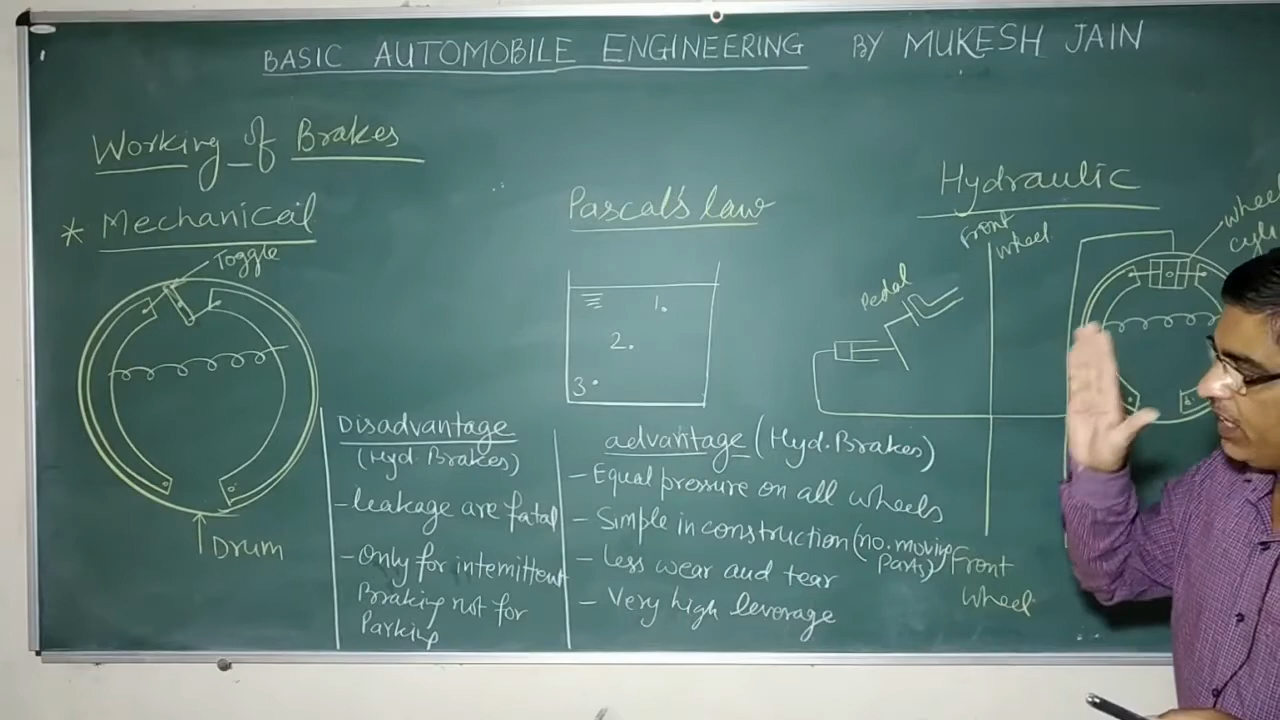 BASIC AUTOMOBILE ENGINEERING BY MUKESH JAIN
Working of Brakes
* Mechanical
Toggle
Drum
Disadvantage
(Hyd. Brakes)
- leakage are fatal
- Only for intemittent
Braking not for
Parking
Pascal's law
1.
2.
3.
advantage (Hyd. Brakes)
- Equal pressure on all wheels
- Simple in construction (no. moving
Parts)
- Less wear and tear
- Very high leverage
Hydraulic
Front
wheel
Pedal
wheel
cyli
Front
wheel